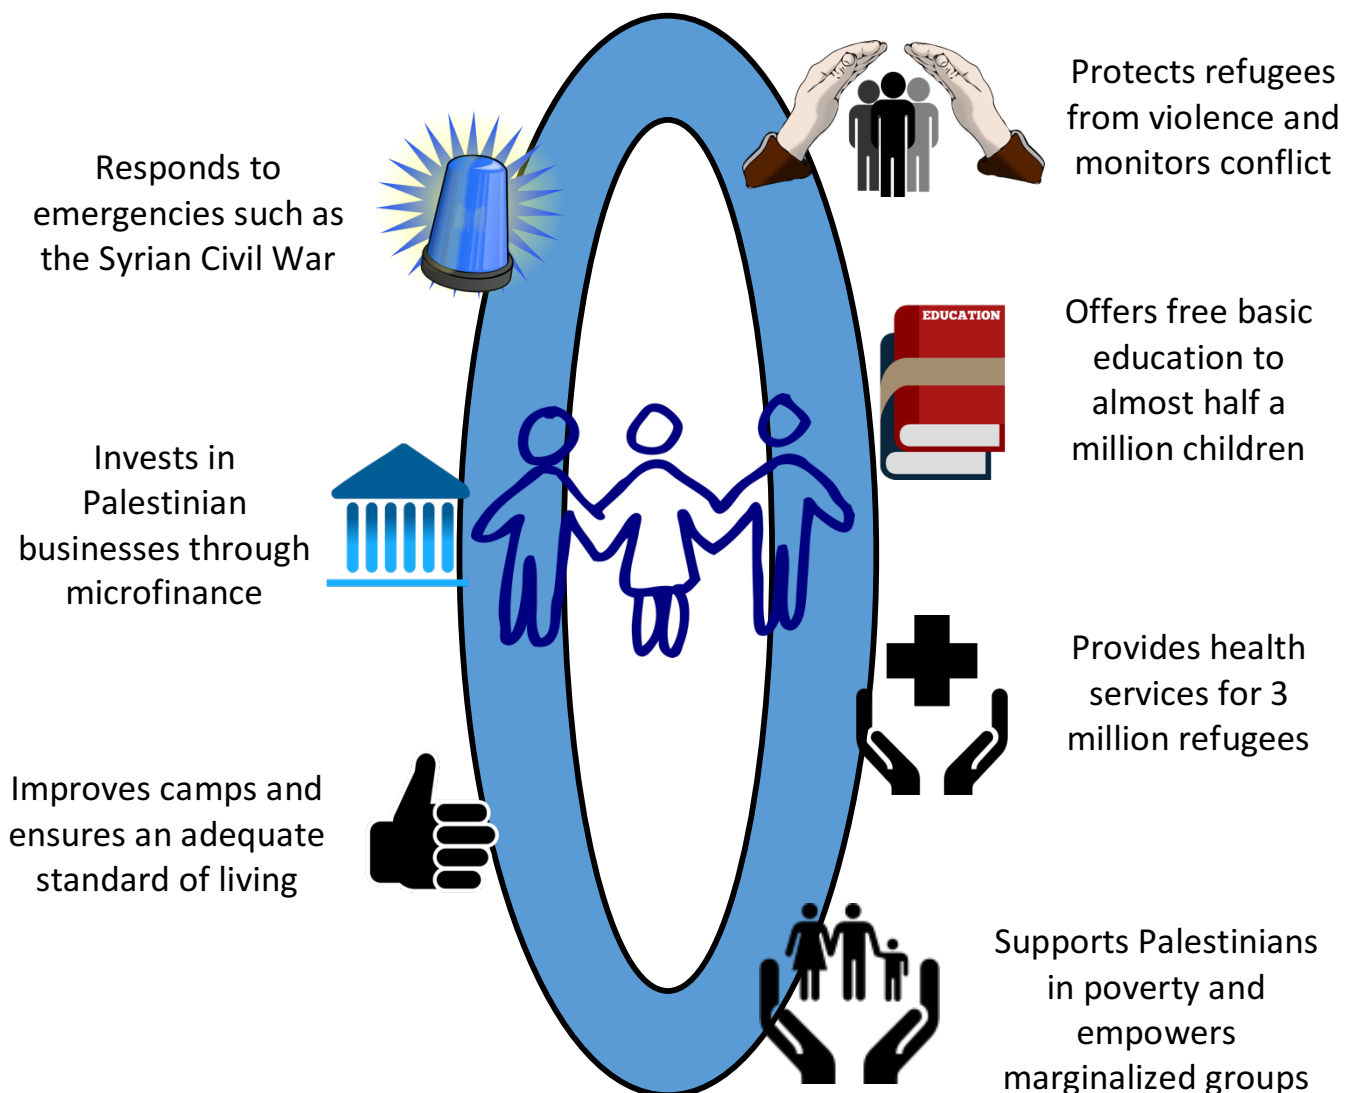 Protects refugees
from violence and
monitors conflict
Responds to
emergencies such as
the Syrian Civil War
EDUCATION
Offers free basic
education to
almost half a
million children
Invests in
Palestinian
businesses through
microfinance
Provides health
services for 3
million refugees
Improves camps and
ensures an adequate
standard of living
Supports Palestinians
in poverty and
empowers
marginalized groups